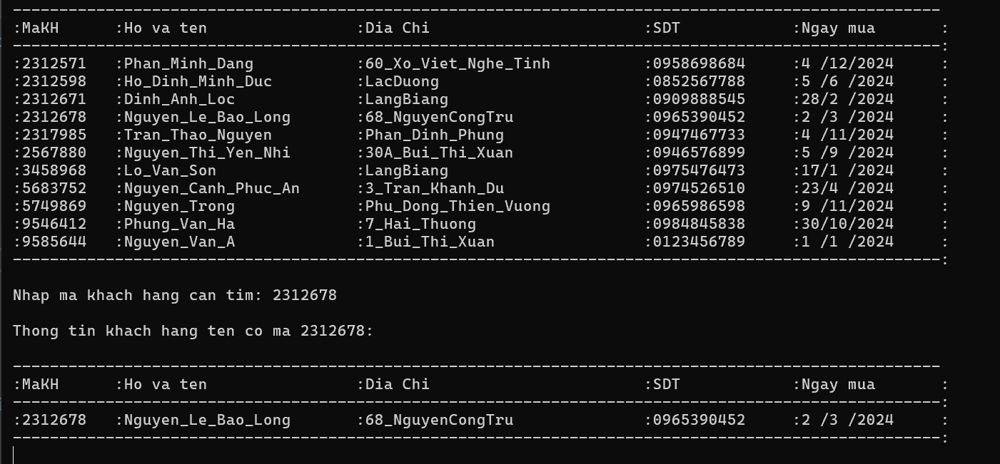 ----------------------------------------------------------------------------------------------------
:MaKH      :Ho va ten                :Dia Chi                       :SDT            :Ngay mua       :
----------------------------------------------------------------------------------------------------:
:2312571   :Phan_Minh_Dang           :60_Xo_Viet_Nghe_Tinh          :0958698684     :4 /12/2024     :
:2312598   :Ho_Dinh_Minh_Duc         :LacDuong                      :0852567788     :5 /6 /2024     :
:2312671   :Dinh_Anh_Loc             :LangBiang                     :0909888545     :28/2 /2024     :
:2312678   :Nguyen_Le_Bao_Long       :68_NguyenCongTru              :0965390452     :2 /3 /2024     :
:2317985   :Tran_Thao_Nguyen         :Phan_Dinh_Phung               :0947467733     :4 /11/2024     :
:2567880   :Nguyen_Thi_Yen_Nhi       :30A_Bui_Thi_Xuan              :0946576899     :5 /9 /2024     :
:3458968   :Lo_Van_Son               :LangBiang                     :0975476473     :17/1 /2024     :
:5683752   :Nguyen_Canh_Phuc_An      :3_Tran_Khanh_Du               :0974526510     :23/4 /2024     :
:5749869   :Nguyen_Trong             :Phu_Dong_Thien_Vuong          :0965986598     :9 /11/2024     :
:9546412   :Phung_Van_Ha             :7_Hai_Thuong                  :0984845838     :30/10/2024     :
:9585644   :Nguyen_Van_A             :1_Bui_Thi_Xuan                :0123456789     :1 /1 /2024     :
----------------------------------------------------------------------------------------------------:
Nhap ma khach hang can tim: 2312678
Thong tin khach hang ten co ma 2312678:
----------------------------------------------------------------------------------------------------
:MaKH      :Ho va ten                :Dia Chi                       :SDT            :Ngay mua       :
----------------------------------------------------------------------------------------------------:
:2312678   :Nguyen_Le_Bao_Long       :68_NguyenCongTru              :0965390452     :2 /3 /2024     :
----------------------------------------------------------------------------------------------------: